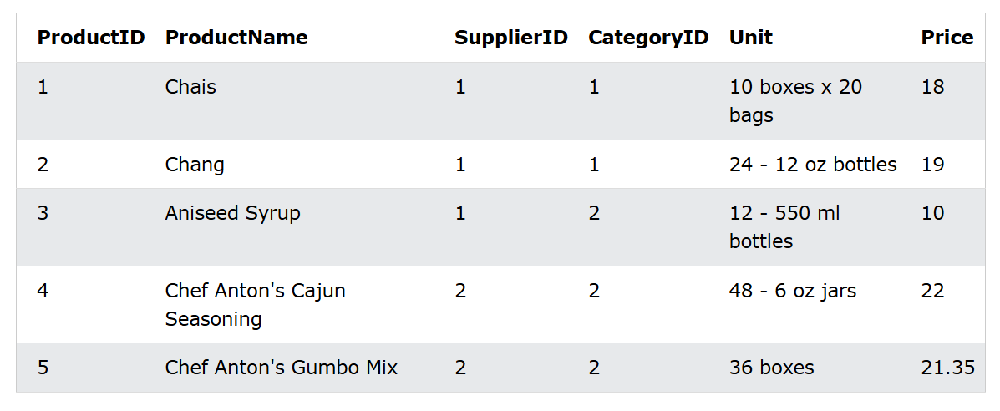 ProductID ProductName SupplierID CategoryID Unit Price
1 Chais 1 1 10 boxes x 20 18
bags
2 Chang 1 1 24 - 12 oz bottles 19
3 Aniseed Syrup 1 2 12 - 550 ml 10
bottles
4 Chef Anton's Cajun 2 2 48 - 6 oz jars 22
Seasoning
5 Chef Anton's Gumbo Mix 2 2 36 boxes 21.35